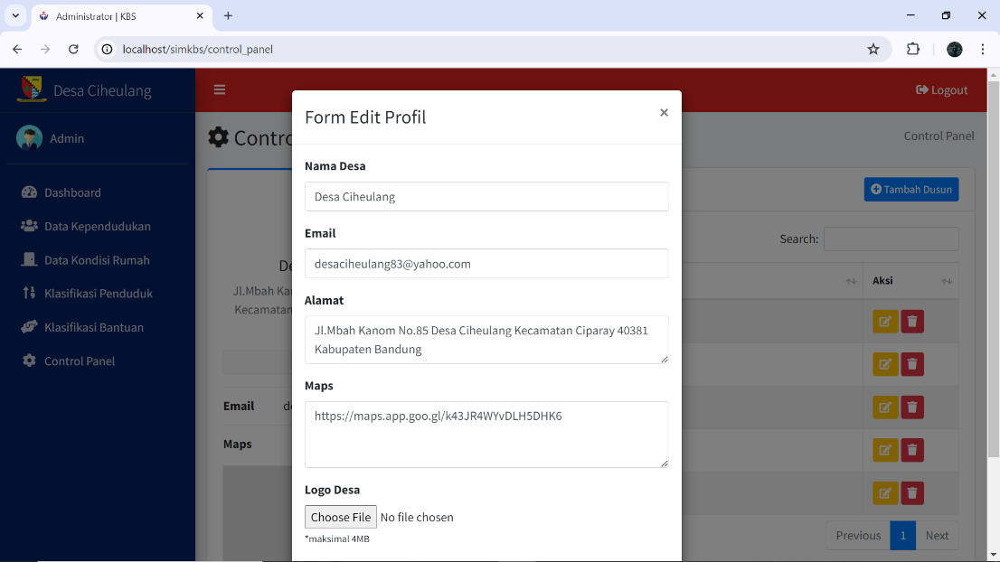 Administrator | KBS
localhost/simkbs/control_panel
Desa Ciheulang
Logout
Admin
Dashboard
Data Kependudukan
Data Kondisi Rumah
Klasifikasi Penduduk
Klasifikasi Bantuan
Control Panel
Contro
Control Panel
Tambah Dusun
Search:
De
Jl.Mbah Kan
Kecamatan
Aksi
Email
de
Maps
Previous 1 Next
Form Edit Profil
×
Nama Desa
Desa Ciheulang
Email
desaciheulang83@yahoo.com
Alamat
Jl.Mbah Kanom No.85 Desa Ciheulang Kecamatan Ciparay 40381
Kabupaten Bandung
Maps
https://maps.app.goo.gl/k43JR4WYvDLH5DHK6
Logo Desa
Choose File No file chosen
*maksimal 4MB